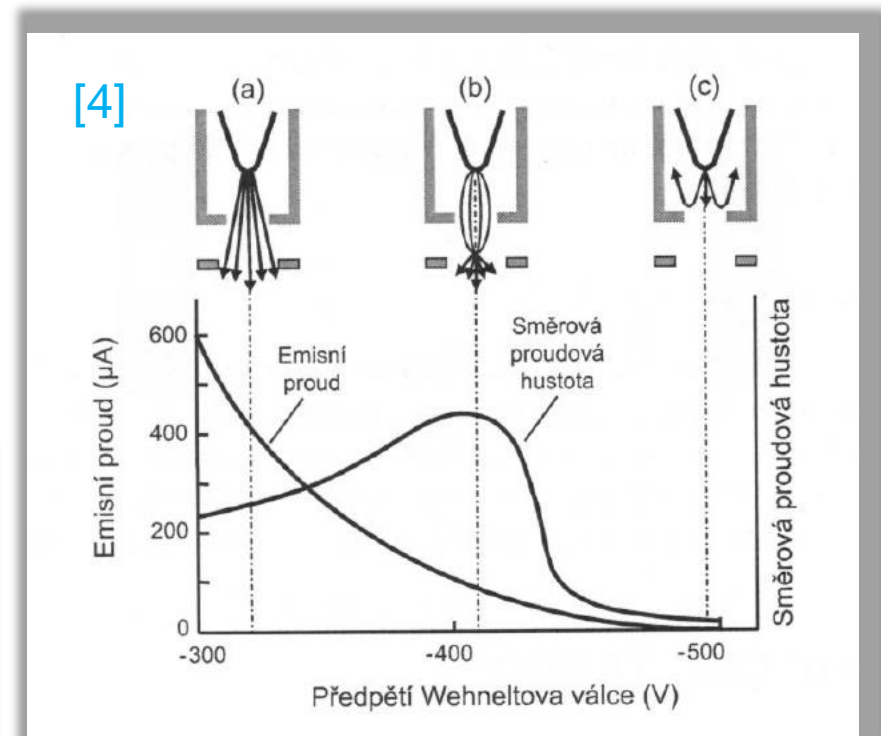 [4]
(a)
(b)
(c)
Emisní proud (µA)
600
400
200
0
Emisní
proud
Směrová
proudová
hustota
Směrová proudová hustota
-300
-400
-500
Předpětí Wehneltova válce (V)